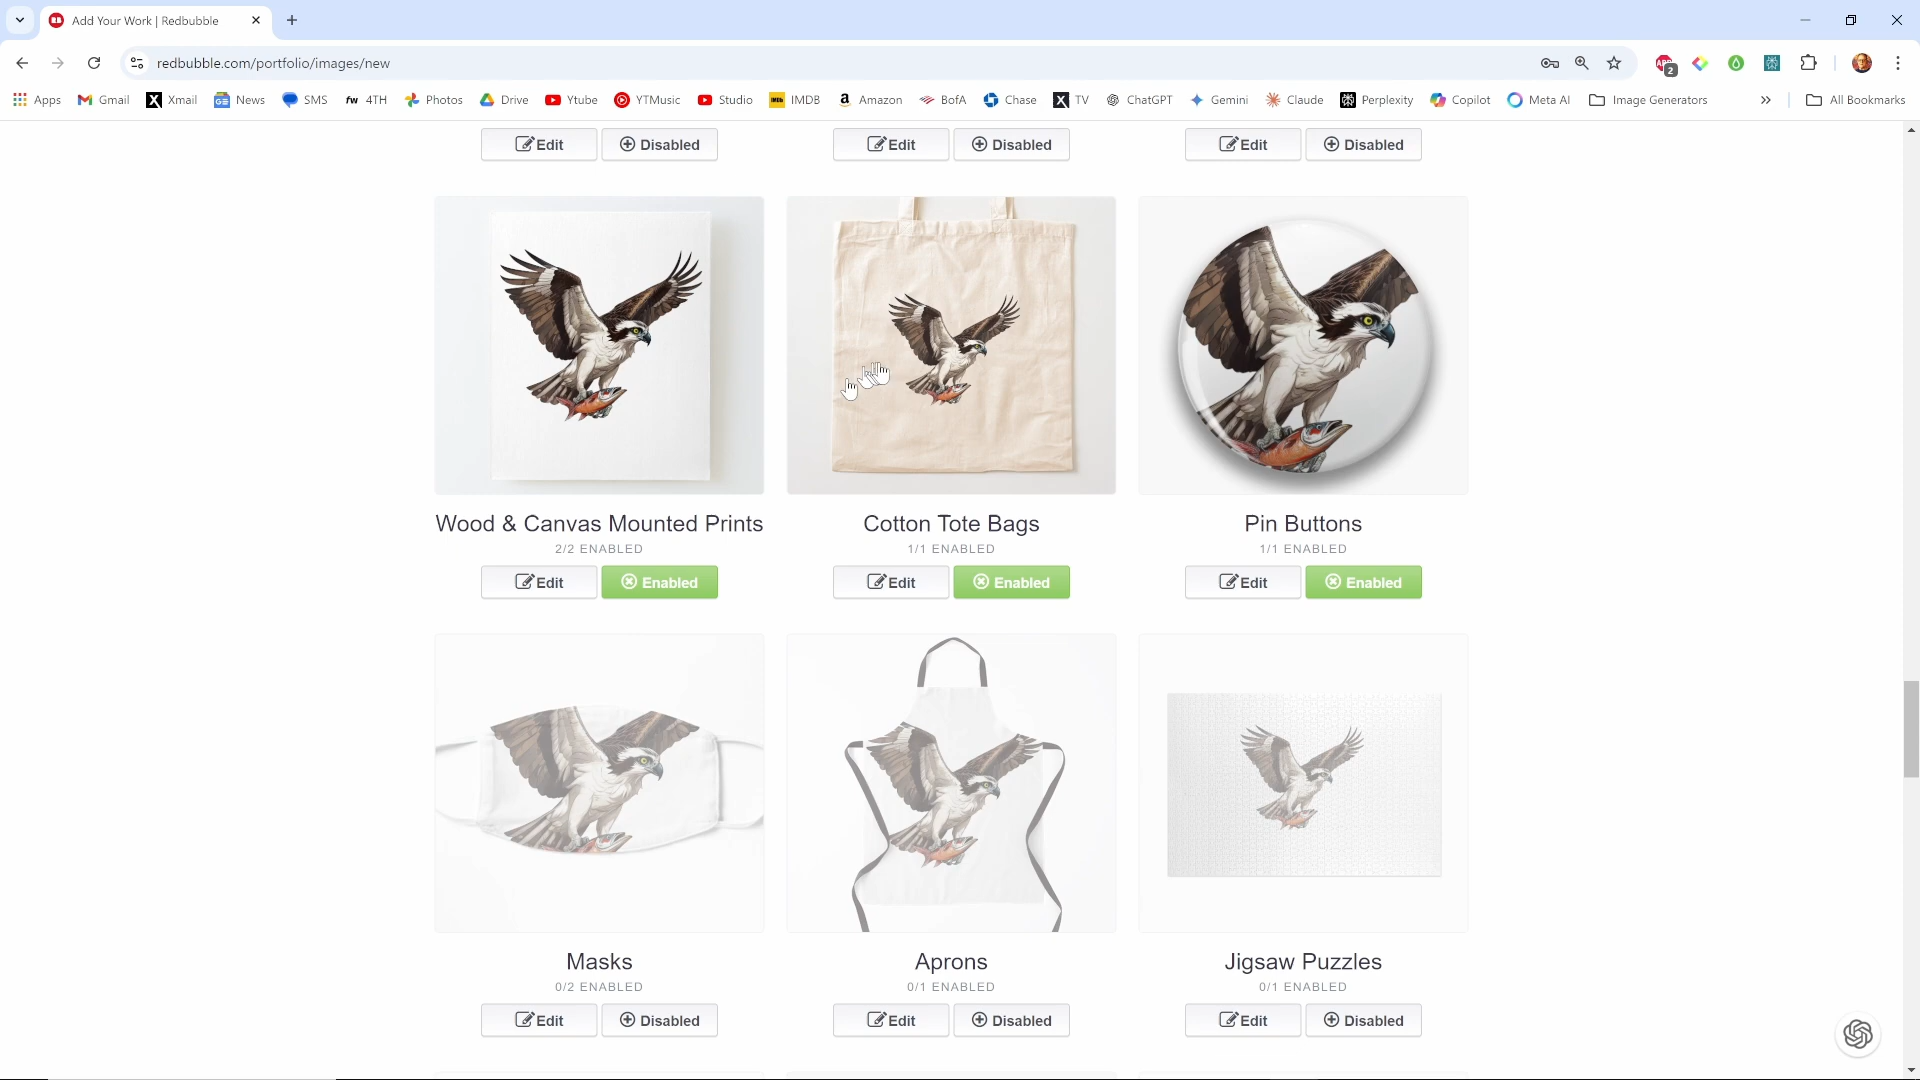 Add Your Work | Redbubble
redbubble.com/portfolio/images/new
2
Apps Gmail Xmail News SMS fw 4TH Photos Drive Ytube YTMusic Studio IMDB Amazon BofA Chase TV ChatGPT Gemini Claude Perplexity Copilot Meta AI Image Generators » All Bookmarks
Edit Disabled Edit Disabled Edit Disabled
Wood & Canvas Mounted Prints Cotton Tote Bags Pin Buttons
2/2 ENABLED 1/1 ENABLED 1/1 ENABLED
Edit Enabled Edit Enabled Edit Enabled
Masks Aprons Jigsaw Puzzles
0/2 ENABLED 0/1 ENABLED 0/1 ENABLED
Edit Disabled Edit Disabled Edit Disabled